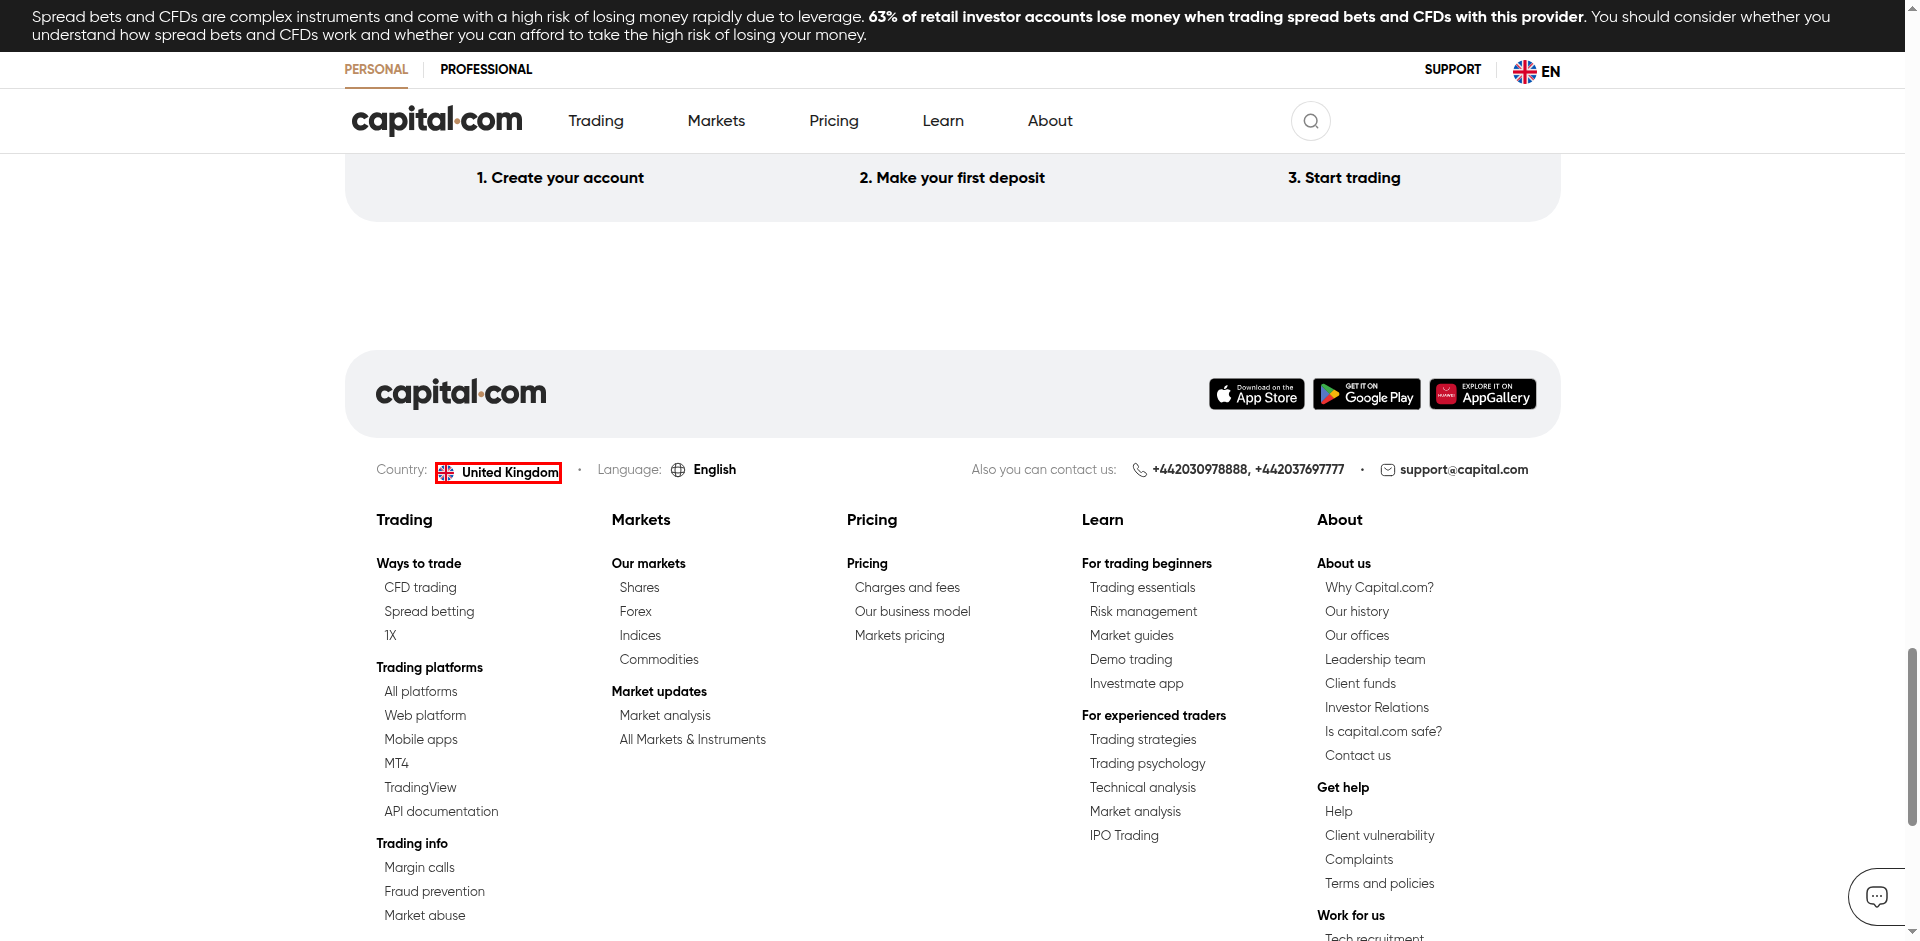 Spread bets and CFDs are complex instruments and come with a high risk of losing money rapidly due to leverage. 63% of retail investor accounts lose money when trading spread bets and CFDs with this provider. You should consider whether you
understand how spread bets and CFDs work and whether you can afford to take the high risk of losing your money.
PERSONAL PROFESSIONAL SUPPORT EN
capital.com Trading Markets Pricing Learn About
1. Create your account 2. Make your first deposit 3. Start trading
capital.com
Download on the App Store
GET IT ON Google Play
HUAWEI EXPLORE IT ON AppGallery
Country: United Kingdom • Language: English Also you can contact us: +442030978888, +442037697777 • support@capital.com
Trading
Ways to trade
CFD trading
Spread betting
1X
Trading platforms
All platforms
Web platform
Mobile apps
MT4
TradingView
API documentation
Trading info
Margin calls
Fraud prevention
Market abuse
Markets
Our markets
Shares
Forex
Indices
Commodities
Market updates
Market analysis
All Markets & Instruments
Pricing
Pricing
Charges and fees
Our business model
Markets pricing
Learn
For trading beginners
Trading essentials
Risk management
Market guides
Demo trading
Investmate app
For experienced traders
Trading strategies
Trading psychology
Technical analysis
Market analysis
IPO Trading
About
About us
Why Capital.com?
Our history
Our offices
Leadership team
Client funds
Investor Relations
Is capital.com safe?
Contact us
Get help
Help
Client vulnerability
Complaints
Terms and policies
Work for us
Tech recruitment